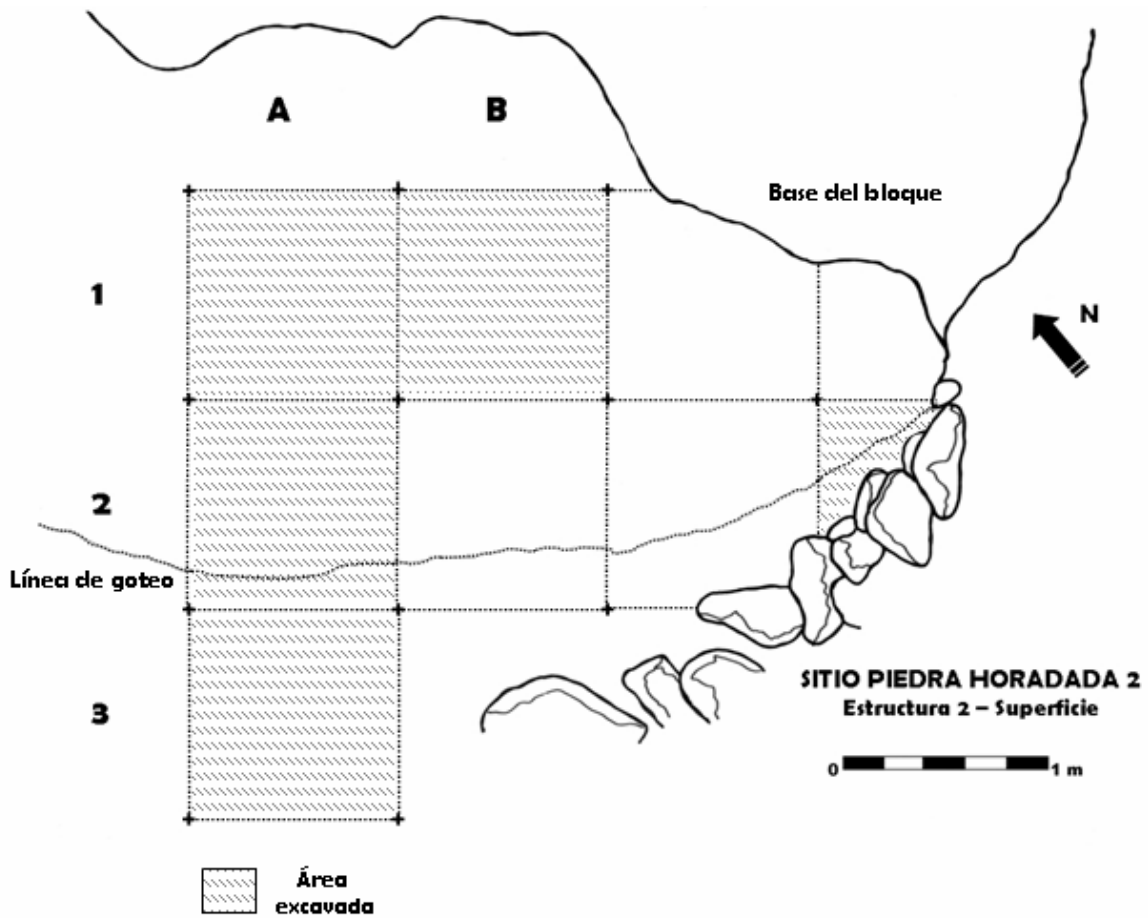 A
B
Base del bloque
1
N
2
Línea de goteo
SITIO PIEDRA HORADADA 2
Estructura 2 – Superficie
3
0
1 m
Área
excavada